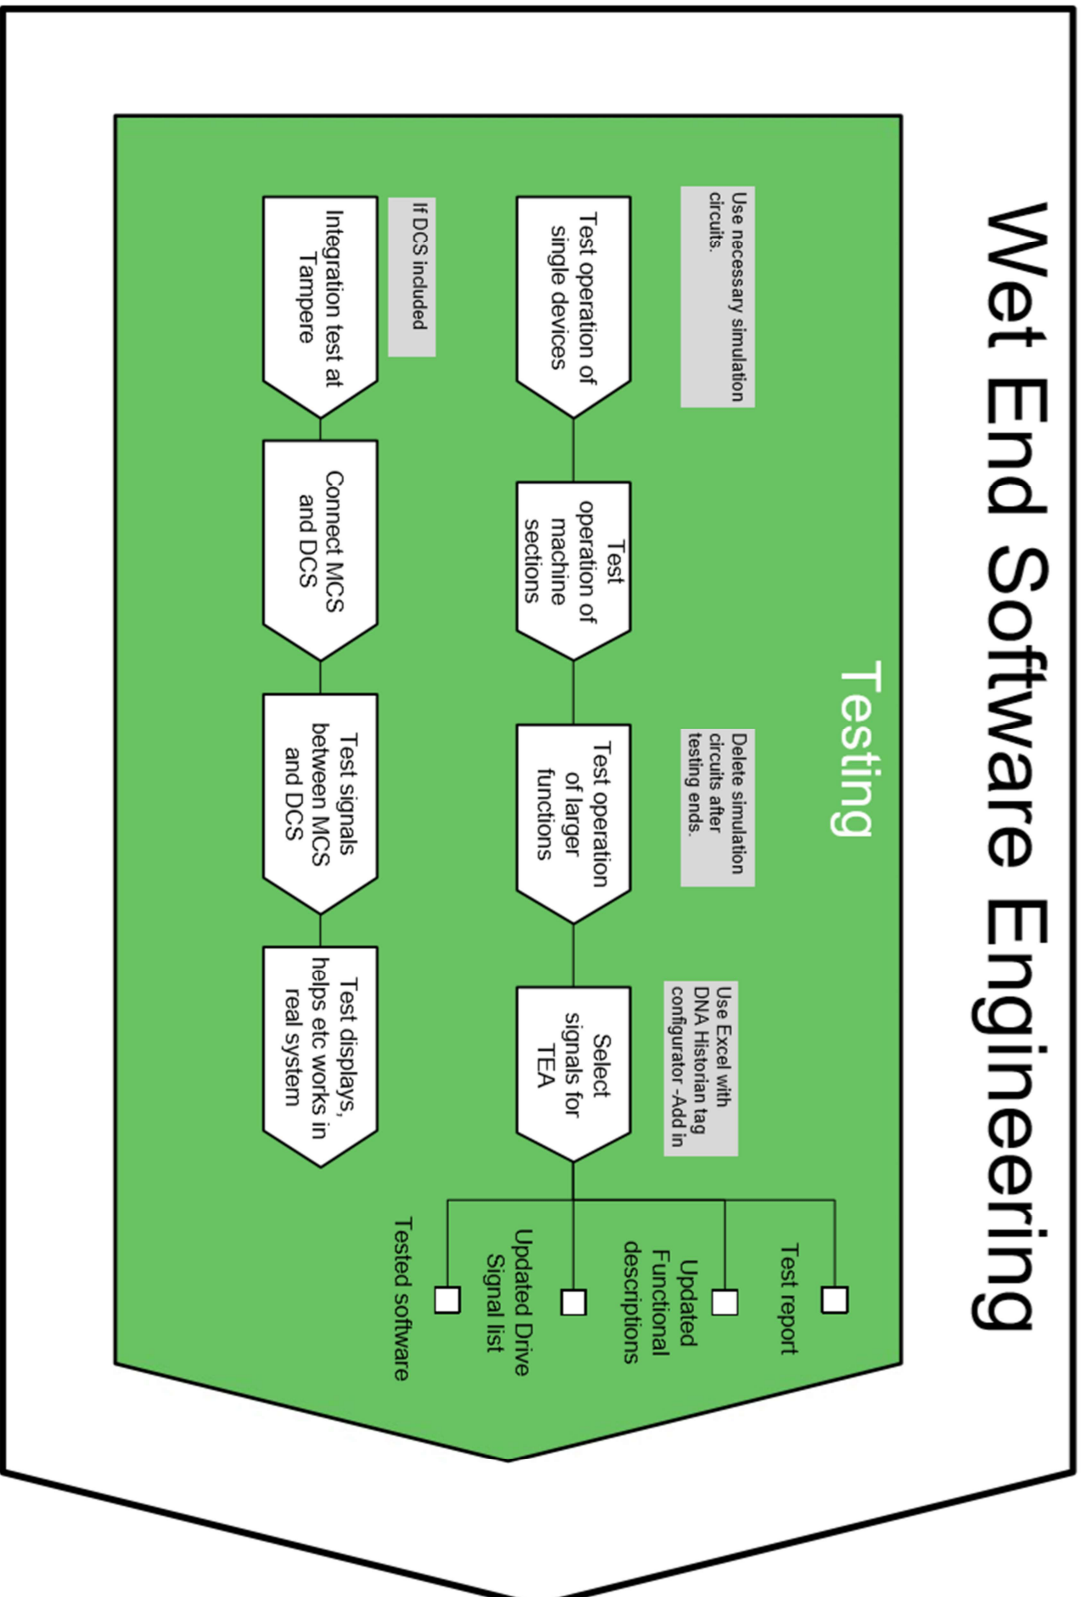 Wet End Software Engineering
Testing
Use necessary simulation
circuits.
Delete simulation
circuits after
testing ends.
Use Excel with
DNA Historian tag
configurator -Add in
Test operation of
single devices
Test
operation of
machine
sections
Test operation
of larger
functions
Select
signals for
TEA
Test report
Updated
Functional
descriptions
Updated Drive
Signal list
Tested software
If DCS included
Integration test at
Tampere
Connect MCS
and DCS
Test signals
between MCS
and DCS
Test displays,
helps etc works in
real system